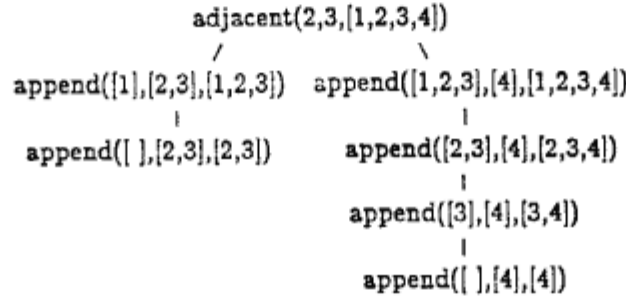 adjacent(2,3,[1,2,3,4])
append([1],[2,3],[1,2,3]) append([1,2,3],[4],[1,2,3,4])
append([ ],[2,3],[2,3]) append([2,3],[4],[2,3,4])
append([3],[4],[3,4])
append([ ],[4],[4])